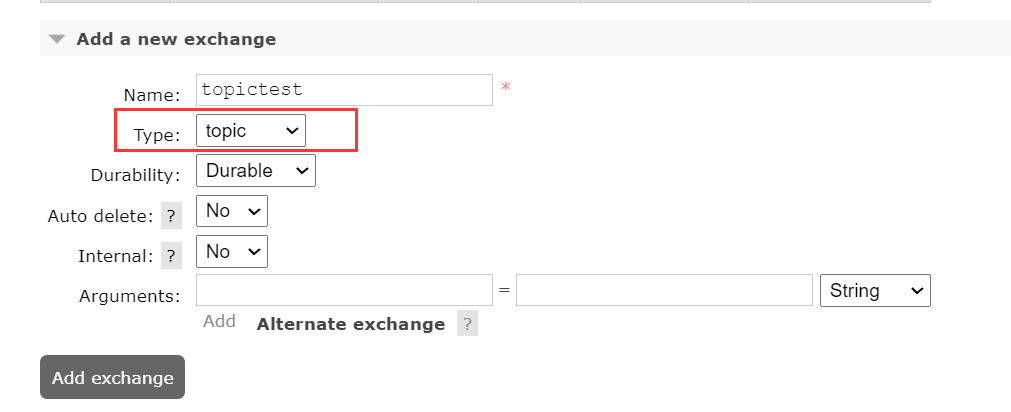 Add a new exchange
Name: topictest *
Type: topic
Durability: Durable
Auto delete: ? No
Internal: ? No
Arguments: = String
Add Alternate exchange ?
Add exchange